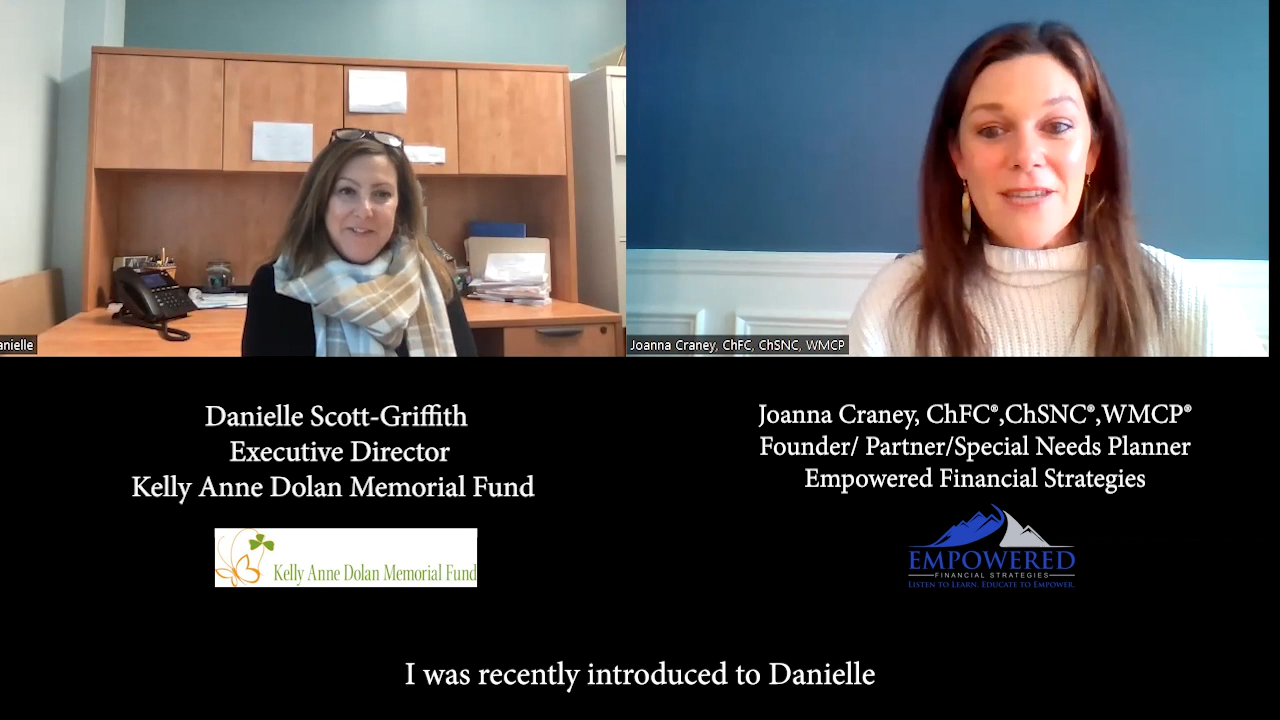 anielle
Joanna Craney, ChFC, ChSNC, WMCP
Danielle Scott-Griffith
Executive Director
Kelly Anne Dolan Memorial Fund
Kelly Anne Dolan Memorial Fund
Joanna Craney, ChFC®,ChSNC®,WMCP®
Founder/ Partner/Special Needs Planner
Empowered Financial Strategies
EMPOWERED
FINANCIAL STRATEGIES
LISTEN TO LEARN. EDUCATE TO EMPOWER.
I was recently introduced to Danielle